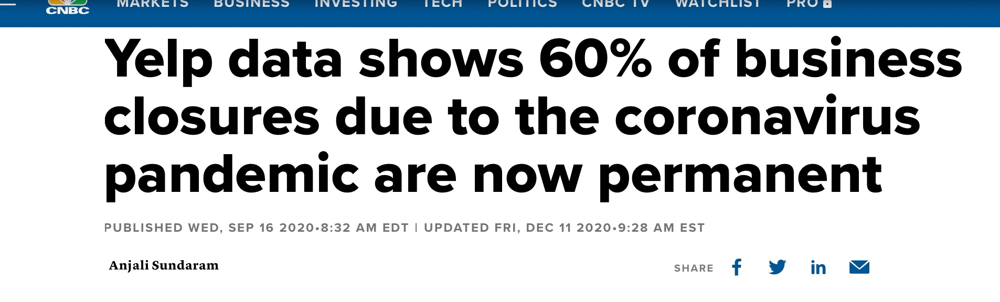 CNBC MARKETS BUSINESS INVESTING TECH POLITICS CNBC TV WATCHLIST PRO
Yelp data shows 60% of business
closures due to the coronavirus
pandemic are now permanent
PUBLISHED WED, SEP 16 2020•8:32 AM EDT | UPDATED FRI, DEC 11 2020•9:28 AM EST
Anjali Sundaram
SHARE